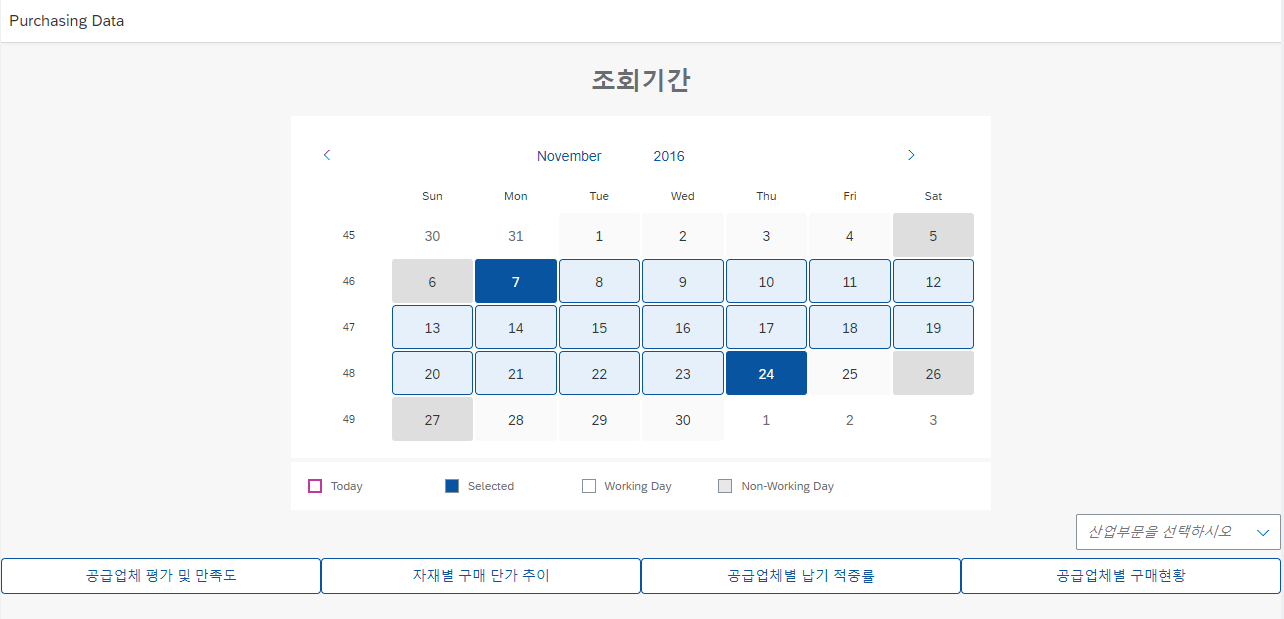 Purchasing Data
조회기간
November 2016
Sun Mon Tue Wed Thu Fri Sat
45 30 31 1 2 3 4 5
46 6 7 8 9 10 11 12
47 13 14 15 16 17 18 19
48 20 21 22 23 24 25 26
49 27 28 29 30 1 2 3
Today Selected Working Day Non-Working Day
산업부문을 선택하시오
공급업체 평가 및 만족도 자재별 구매 단가 추이 공급업체별 납기 적중률 공급업체별 구매현황